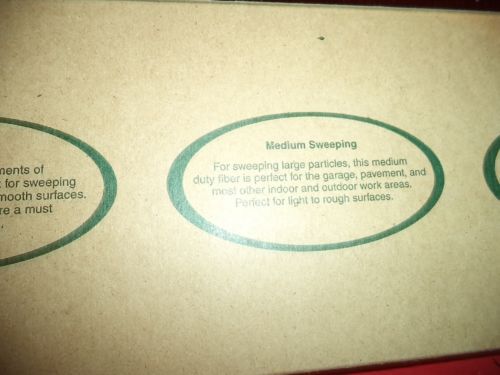 ments of
for sweeping
mooth surfaces.
re a must
Medium Sweeping
For sweeping large particles, this medium
duty fiber is perfect for the garage, pavement, and
most other indoor and outdoor work areas.
Perfect for light to rough surfaces.